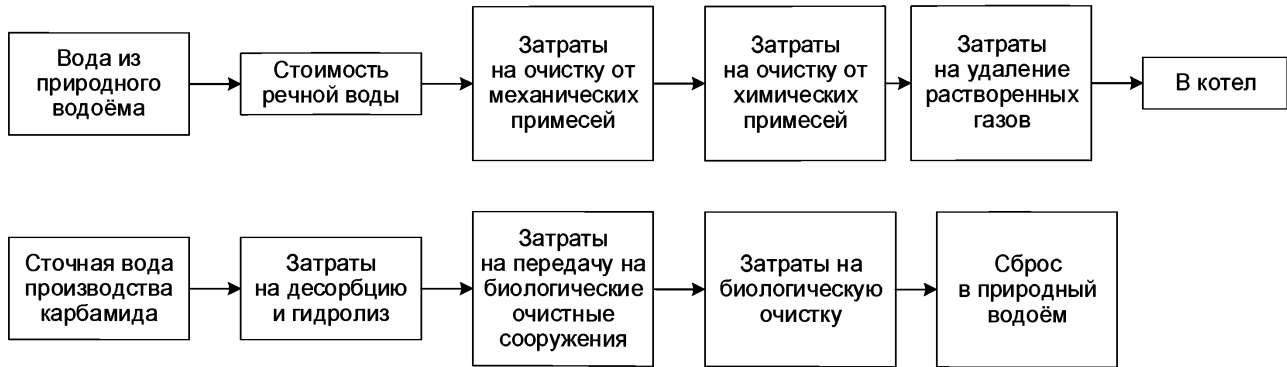 Вода из
природного
водоёма
Стоимость
речной воды
Затраты
на очистку от
механических
примесей
Затраты
на очистку от
химических
примесей
Затраты
на удаление
растворенных
газов
В котел
Сточная вода
производства
карбамида
Затраты
на десорбцию
и гидролиз
Затраты
на передачу на
биологические
очистные
сооружения
Затраты на
биологическую
очистку
Сброс
в природный
водоём